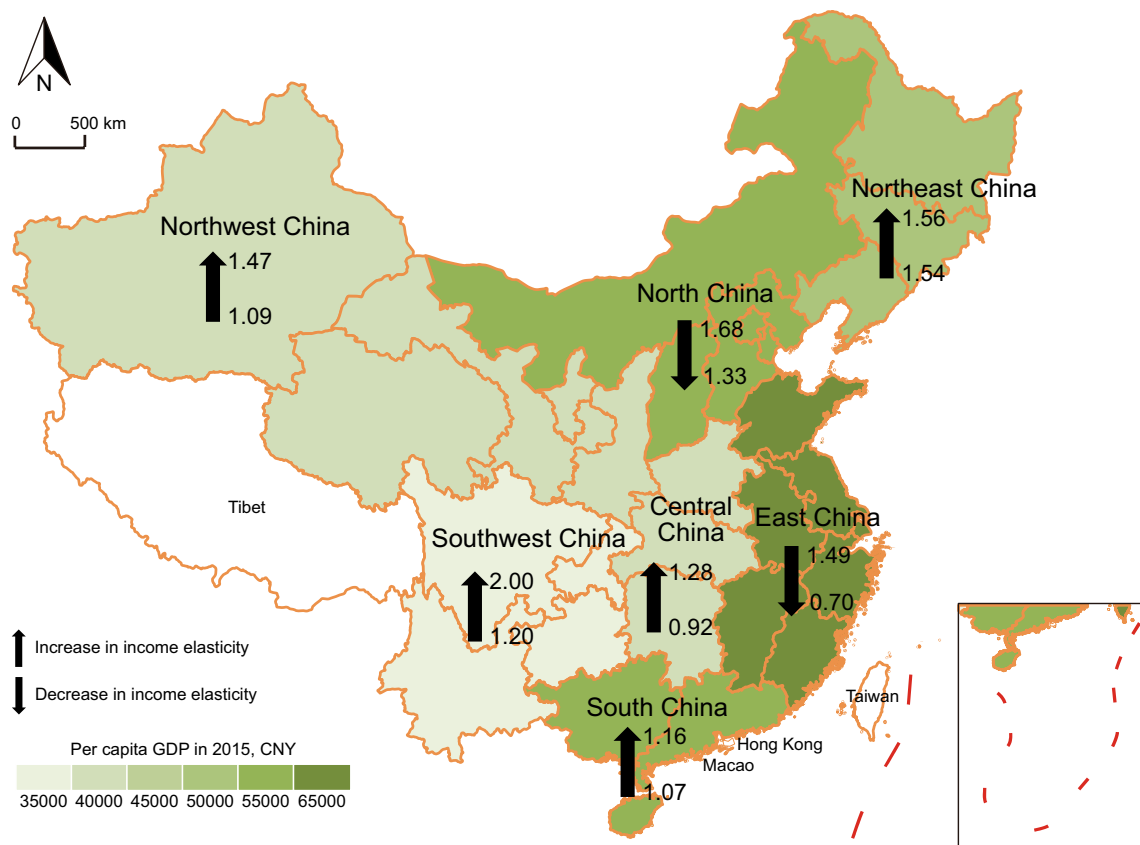 N
0 500 km
Northeast China
1.56
1.54
Northwest China
1.47
1.09
North China
1.68
1.33
Tibet
Central
China
1.28
0.92
East China
1.49
0.70
Southwest China
2.00
1.20
South China
1.16
1.07
Taiwan
Hong Kong
Macao
Increase in income elasticity
Decrease in income elasticity
Per capita GDP in 2015, CNY
35000 40000 45000 50000 55000 65000